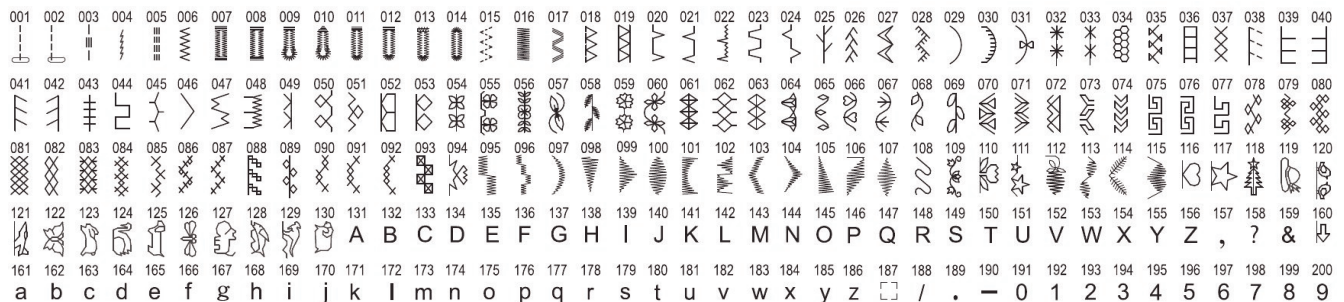 001 002 003 004 005 006 007 008 009 010 011 012 013 014 015 016 017 018 019 020 021 022 023 024 025 026 027 028 029 030 031 032 033 034 035 036 037 038 039 040
041 042 043 044 045 046 047 048 049 050 051 052 053 054 055 056 057 058 059 060 061 062 063 064 065 066 067 068 069 070 071 072 073 074 075 076 077 078 079 080
081 082 083 084 085 086 087 088 089 090 091 092 093 094 095 096 097 098 099 100 101 102 103 104 105 106 107 108 109 110 111 112 113 114 115 116 117 118 119 120
121 122 123 124 125 126 127 128 129 130 131 132 133 134 135 136 137 138 139 140 141 142 143 144 145 146 147 148 149 150 151 152 153 154 155 156 157 158 159 160
A B C D E F G H I J K L M N O P Q R S T U V W X Y Z , ? &
161 162 163 164 165 166 167 168 169 170 171 172 173 174 175 176 177 178 179 180 181 182 183 184 185 186 187 188 189 190 191 192 193 194 195 196 197 198 199 200
a b c d e f g h i j k l m n o p q r s t u v w x y z / . – 0 1 2 3 4 5 6 7 8 9